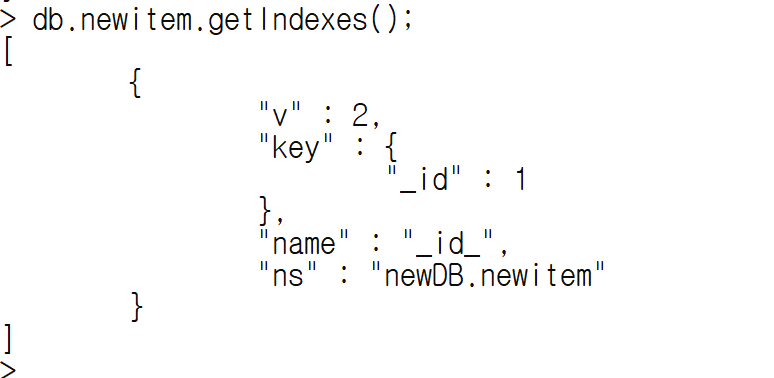 > db.newitem.getIndexes();
[
{
"v" : 2,
"key" : {
"_id" : 1
},
"name" : "_id_",
"ns" : "newDB.newitem"
}
]
>